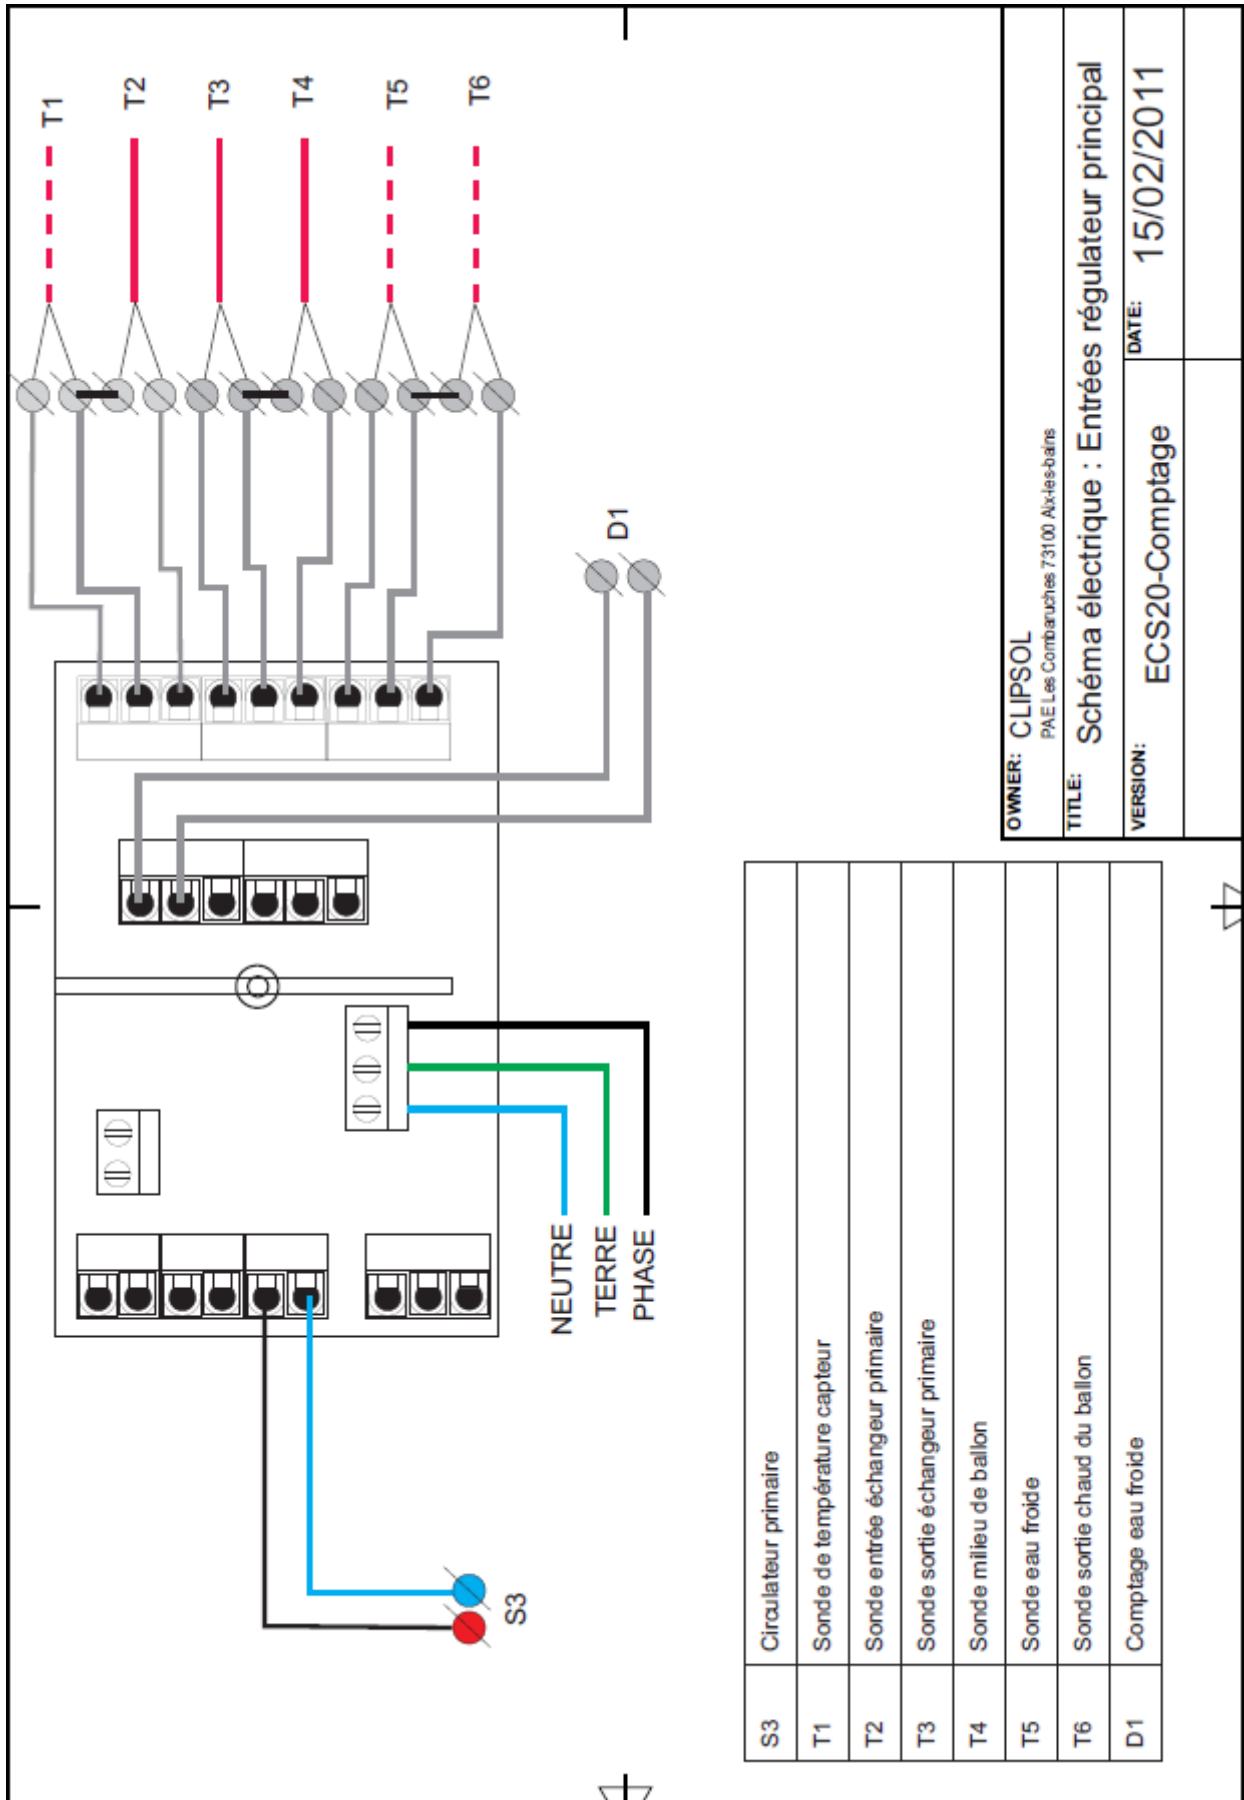 T1
T2
T3
T4
T5
T6
D1
NEUTRE
TERRE
PHASE
S3
S3 Circulateur primaire
T1 Sonde de température capteur
T2 Sonde entrée échangeur primaire
T3 Sonde sortie échangeur primaire
T4 Sonde milieu de ballon
T5 Sonde eau froide
T6 Sonde sortie chaud du ballon
D1 Comptage eau froide
OWNER: CLIPSOL
PAE Les Combaruches 73100 Aix-les-bains
TITLE: Schéma électrique : Entrées régulateur principal
VERSION: ECS20-Comptage
DATE: 15/02/2011